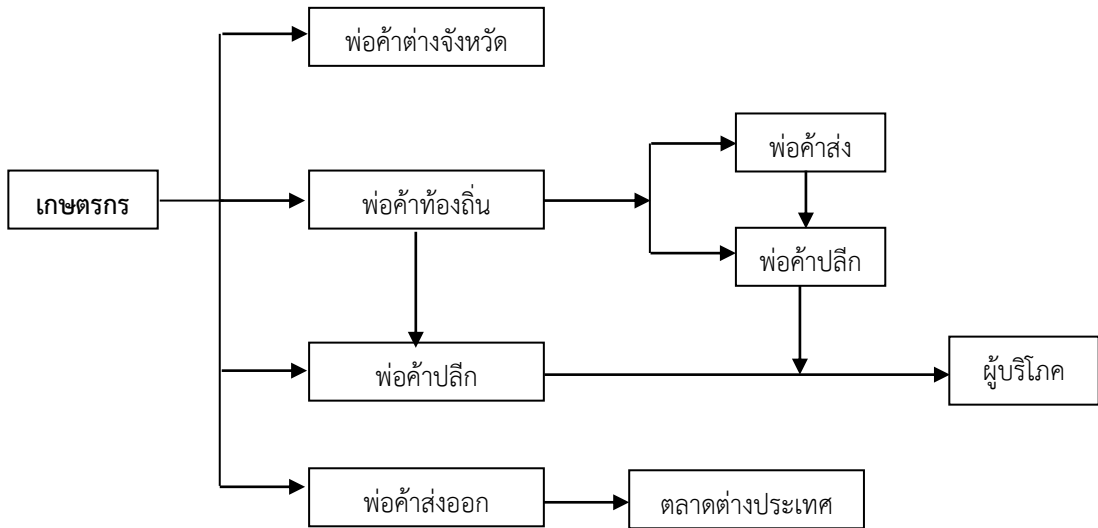 พ่อค้าต่างจังหวัด
พ่อค้าส่ง
เกษตรกร
พ่อค้าท้องถิ่น
พ่อค้าปลีก
พ่อค้าปลีก
ผู้บริโภค
พ่อค้าส่งออก
ตลาดต่างประเทศ